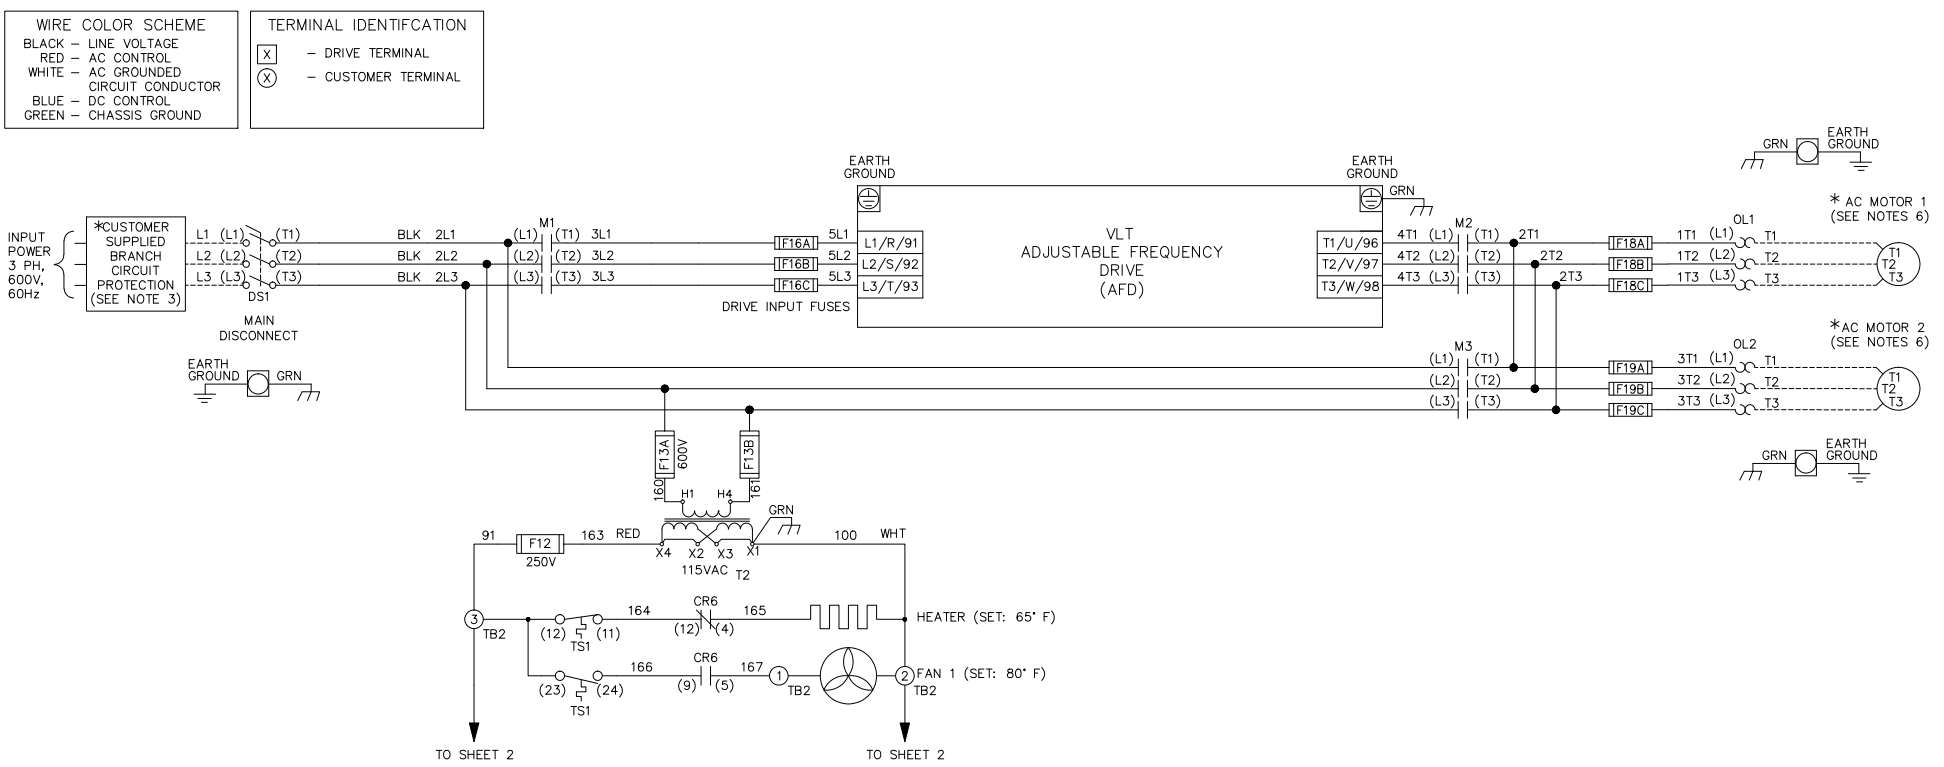 WIRE COLOR SCHEME
BLACK – LINE VOLTAGE
RED – AC CONTROL
WHITE – AC GROUNDED
CIRCUIT CONDUCTOR
BLUE – DC CONTROL
GREEN – CHASSIS GROUND
TERMINAL IDENTIFCATION
X – DRIVE TERMINAL
X – CUSTOMER TERMINAL
INPUT
POWER
3 PH,
600V,
60Hz
*CUSTOMER
SUPPLIED
BRANCH
CIRCUIT
PROTECTION
(SEE NOTE 3)
L1 (L1) (T1)
L2 (L2) (T2)
L3 (L3) (T3)
DS1
MAIN
DISCONNECT
EARTH
GROUND
GRN
BLK 2L1
BLK 2L2
BLK 2L3
M1
(L1) (T1) 3L1
(L2) (T2) 3L2
(L3) (T3) 3L3
F16A 5L1
F16B 5L2
F16C 5L3
DRIVE INPUT FUSES
EARTH
GROUND
L1/R/91
L2/S/92
L3/T/93
VLT
ADJUSTABLE FREQUENCY
DRIVE
(AFD)
EARTH
GROUND
GRN
T1/U/96
T2/V/97
T3/W/98
M2
4T1 (L1) (T1) 2T1
4T2 (L2) (T2) 2T2
4T3 (L3) (T3) 2T3
F18A 1T1 (L1) T1
F18B 1T2 (L2) T2
F18C 1T3 (L3) T3
OL1
GRN
EARTH
GROUND
* AC MOTOR 1
(SEE NOTES 6)
T1
T2
T3
M3
(L1) (T1)
(L2) (T2)
(L3) (T3)
F19A 3T1 (L1) T1
F19B 3T2 (L2) T2
F19C 3T3 (L3) T3
OL2
*AC MOTOR 2
(SEE NOTES 6)
T1
T2
T3
GRN
EARTH
GROUND
F13A
600V
F13B
160
161
H1 H4
GRN
X4 X2 X3 X1
115VAC T2
91 F12 163 RED
250V
100 WHT
3
TB2
(12) (11)
TS1
164
CR6
(12) (4)
165
HEATER (SET: 65° F)
(23) (24)
TS1
166
CR6
(9) (5)
167
1
TB2
2
TB2
FAN 1 (SET: 80° F)
TO SHEET 2
TO SHEET 2